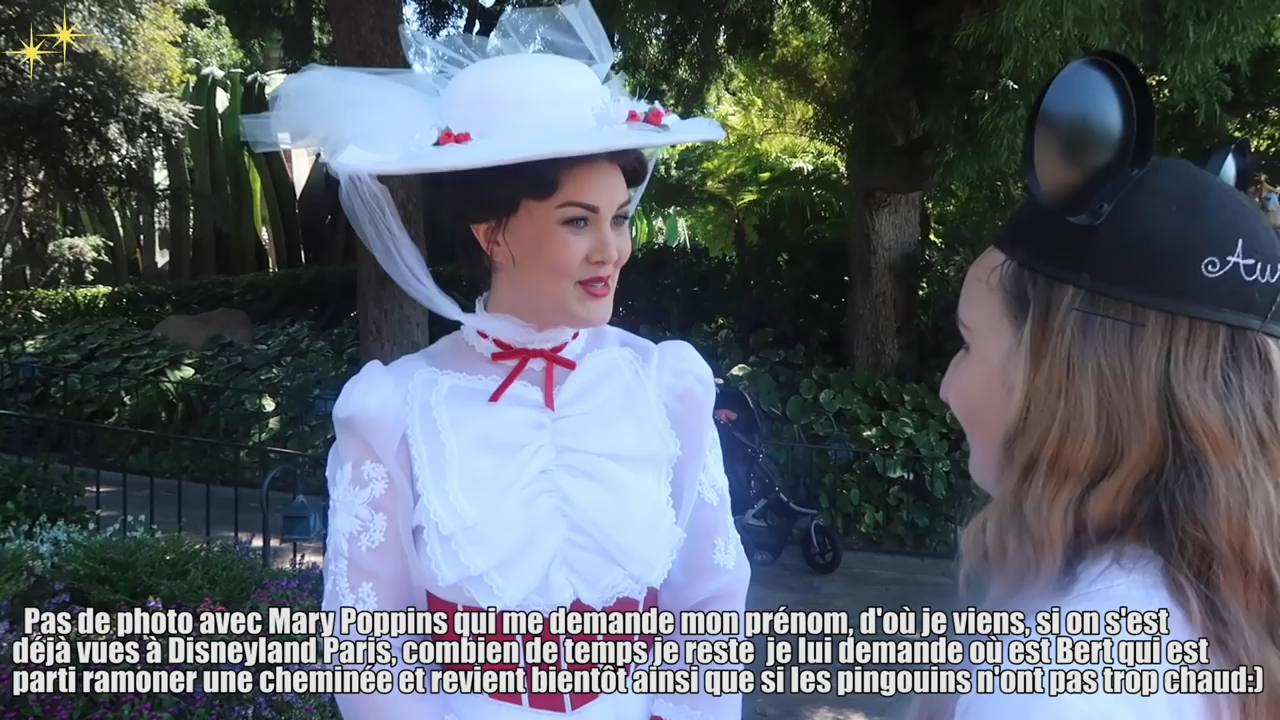 Au
Pas de photo avec Mary Poppins qui me demande mon prénom, d'où je viens, si on s'est
déjà vues à Disneyland Paris, combien de temps je reste je lui demande où est Bert qui est
parti ramoner une cheminée et revient bientôt ainsi que si les pingouins n'ont pas trop chaud:)